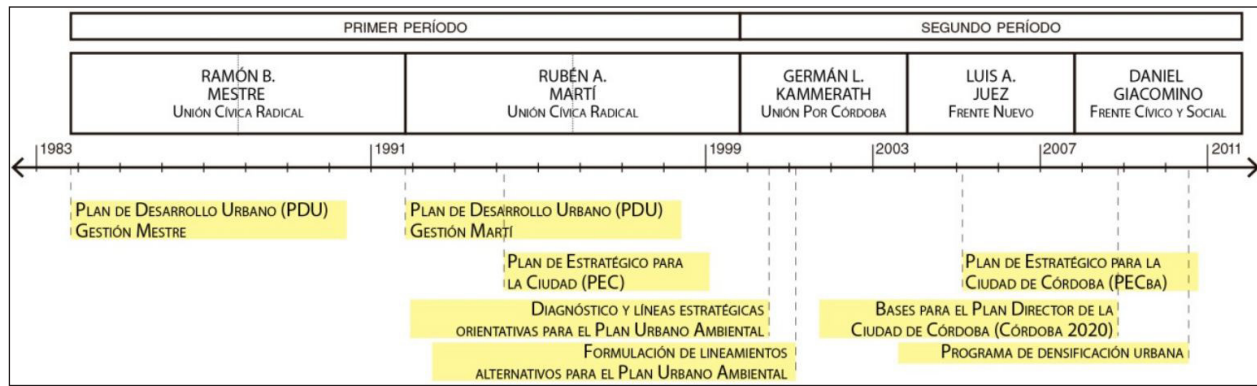 PRIMER PERÍODO
SEGUNDO PERÍODO
RAMÓN B.
MESTRE
UNIÓN CÍVICA RADICAL
RUBÉN A.
MARTÍ
UNIÓN CÍVICA RADICAL
GERMÁN L.
KAMMERATH
UNIÓN POR CÓRDOBA
LUIS A.
JUEZ
FRENTE NUEVO
DANIEL
GIACOMINO
FRENTE CÍVICO Y SOCIAL
1983
1991
1999
2003
2007
2011
PLAN DE DESARROLLO URBANO (PDU)
GESTIÓN MESTRE
PLAN DE DESARROLLO URBANO (PDU)
GESTIÓN MARTÍ
PLAN DE ESTRATÉGICO PARA
LA CIUDAD (PEC)
DIAGNÓSTICO Y LÍNEAS ESTRATÉGICAS
ORIENTATIVAS PARA EL PLAN URBANO AMBIENTAL
FORMULACIÓN DE LINEAMIENTOS
ALTERNATIVOS PARA EL PLAN URBANO AMBIENTAL
PLAN DE ESTRATÉGICO PARA LA
CIUDAD DE CÓRDOBA (PECBA)
BASES PARA EL PLAN DIRECTOR DE LA
CIUDAD DE CÓRDOBA (CÓRDOBA 2020)
PROGRAMA DE DENSIFICACIÓN URBANA